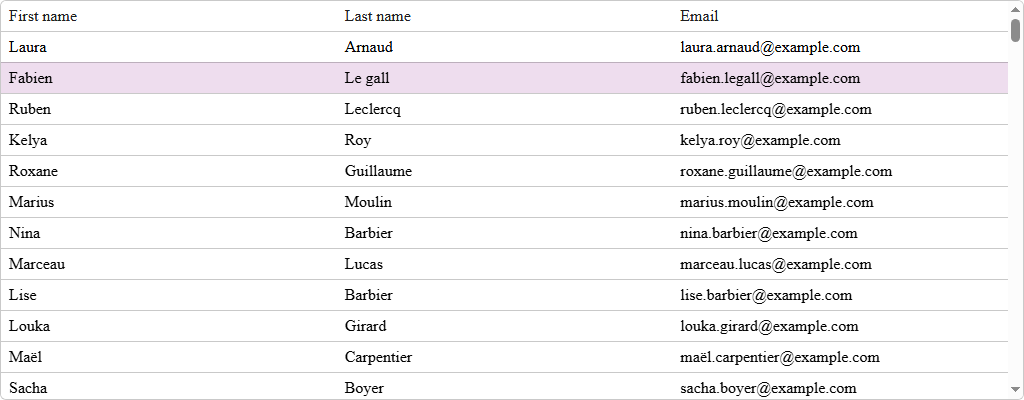 First name Last name Email
Laura Arnaud laura.arnaud@example.com
Fabien Le gall fabien.legall@example.com
Ruben Leclercq ruben.leclercq@example.com
Kelya Roy kelya.roy@example.com
Roxane Guillaume roxane.guillaume@example.com
Marius Moulin marius.moulin@example.com
Nina Barbier nina.barbier@example.com
Marceau Lucas marceau.lucas@example.com
Lise Barbier lise.barbier@example.com
Louka Girard louka.girard@example.com
Maël Carpentier maël.carpentier@example.com
Sacha Boyer sacha.boyer@example.com